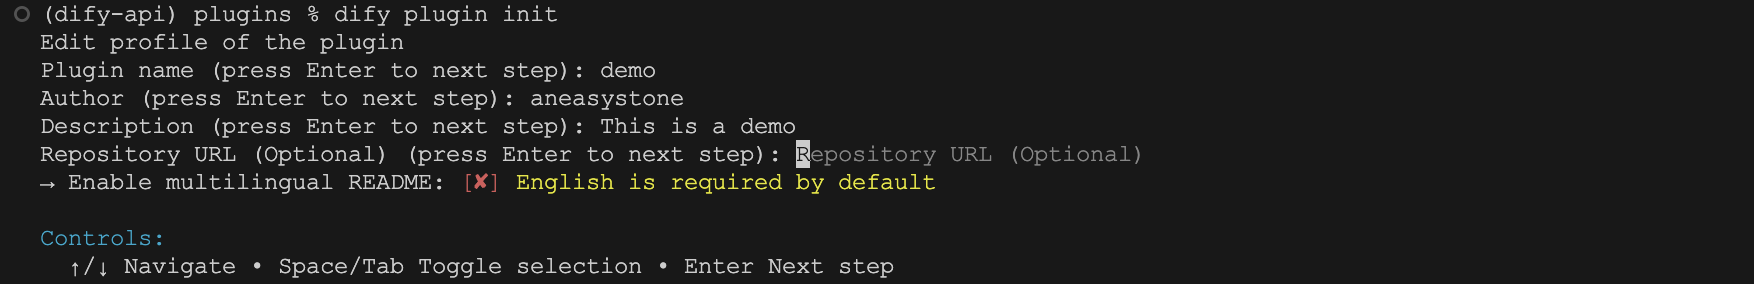 (dify-api) plugins % dify plugin init
Edit profile of the plugin
Plugin name (press Enter to next step): demo
Author (press Enter to next step): aneasystone
Description (press Enter to next step): This is a demo
Repository URL (Optional) (press Enter to next step): Repository URL (Optional)
→ Enable multilingual README: [✘] English is required by default
Controls:
↑/↓ Navigate • Space/Tab Toggle selection • Enter Next step